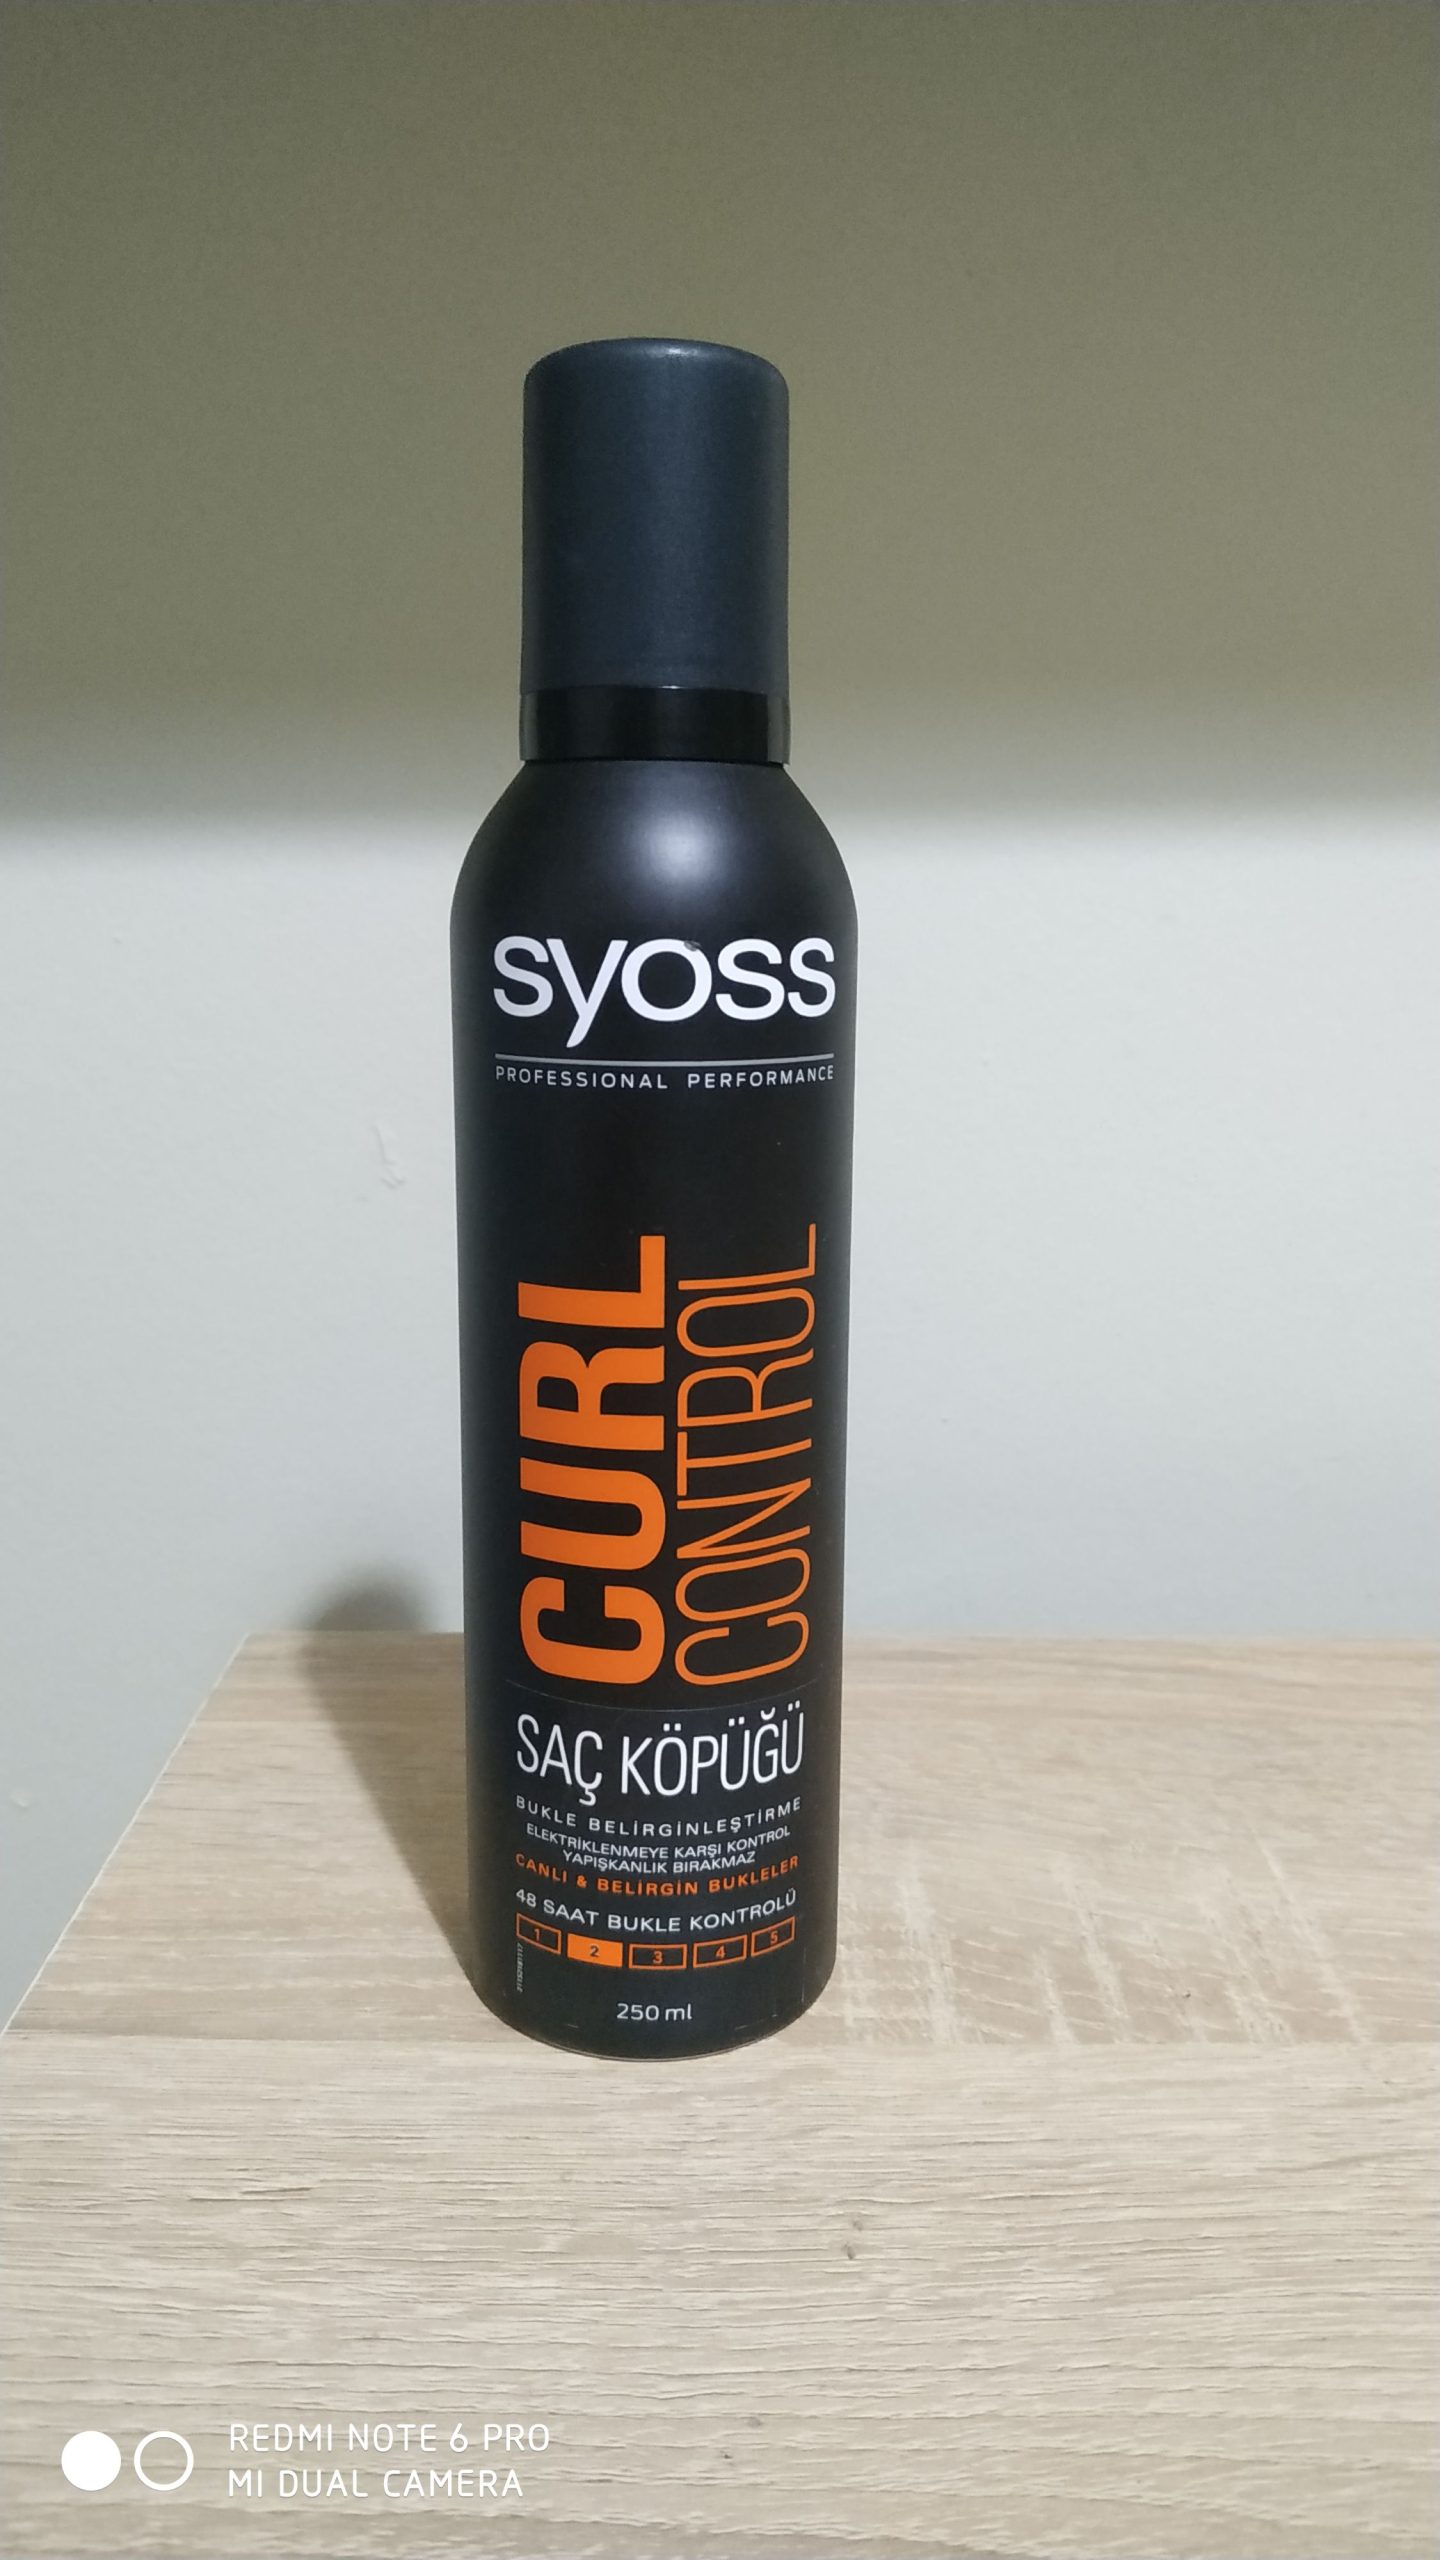 syoss
PROFESSIONAL PERFORMANCE
CURL
CONTROL
SAÇ KÖPÜĞÜ
BUKLE BELİRGİNLEŞTİRME
ELEKTRİKLENMEYE KARŞI KONTROL
YAPIŞKANLIK BIRAKMAZ
CANLI & BELİRGİN BUKLELER
48 SAAT BUKLE KONTROLÜ
1 2 3 4 5
250 ml
REDMI NOTE 6 PRO
MI DUAL CAMERA